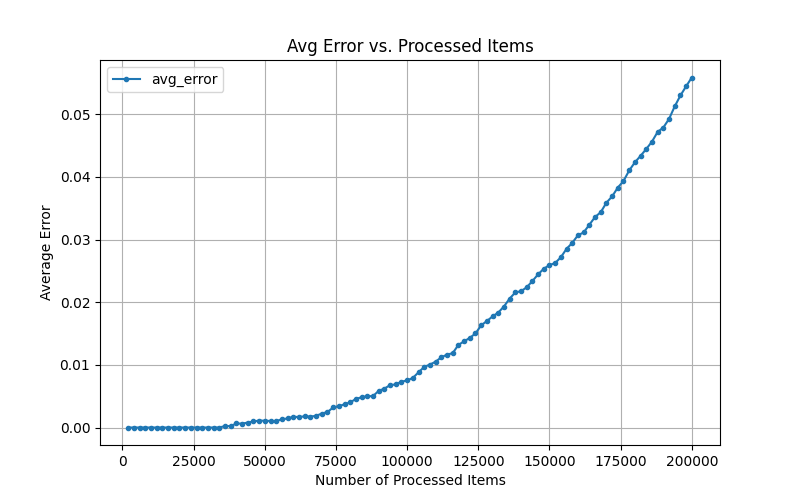 Avg Error vs. Processed Items
avg_error
0.05
0.04
0.03
0.02
0.01
0.00
Average Error
0 25000 50000 75000 100000 125000 150000 175000 200000
Number of Processed Items